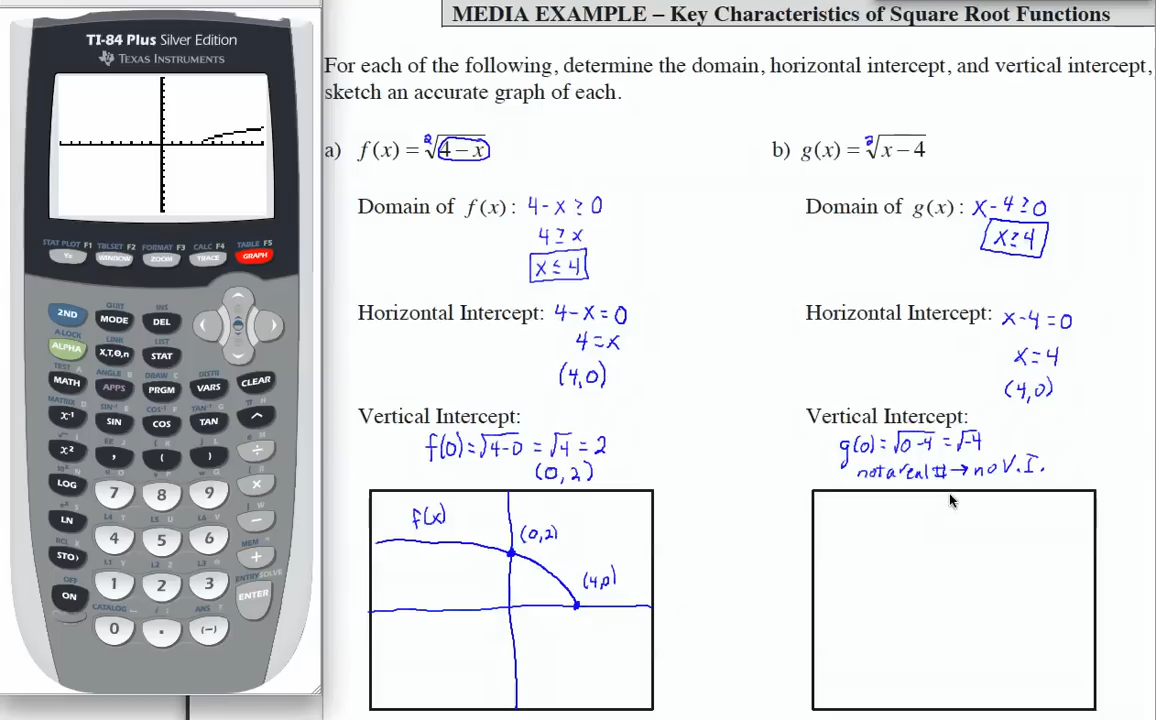 MEDIA EXAMPLE – Key Characteristics of Square Root Functions
TI-84 Plus Silver Edition
TEXAS INSTRUMENTS
For each of the following, determine the domain, horizontal intercept, and vertical intercept,
sketch an accurate graph of each.
a) f(x) = ²√4−x
b) g(x) = ²√x−4
Domain of f(x): 4-x ≥ 0
4 ≥ x
x ≤ 4
Domain of g(x): x-4 ≥ 0
x ≥ 4
Horizontal Intercept: 4-x=0
4=x
(4,0)
Horizontal Intercept: x-4=0
x=4
(4,0)
Vertical Intercept:
f(0)=√4-0 = √4 = 2
(0,2)
Vertical Intercept:
g(0)=√0-4 = √-4
not a real # → no V.I.
f(x)
(0,2)
(4,0)
STAT PLOT F1 TBLSET F2 FORMAT F3 CALC F4 TABLE F5
Y= WINDOW ZOOM TRACE GRAPH
QUIT INS
2ND MODE DEL
A-LOCK LINK LIST
ALPHA X,T,Θ,n STAT
TEST A ANGLE B DRAW C DISTR
MATH APPS PRGM VARS CLEAR
MATRIX D SIN⁻¹ E COS⁻¹ F TAN⁻¹ G π H
x⁻¹ SIN COS TAN ^
x² , ( ) ÷
LOG 7 8 9 ×
LN 4 5 6 −
STO› 1 2 3 +
OFF CATALOG ANS ? ENTRY SOLVE
ON 0 . (−) ENTER